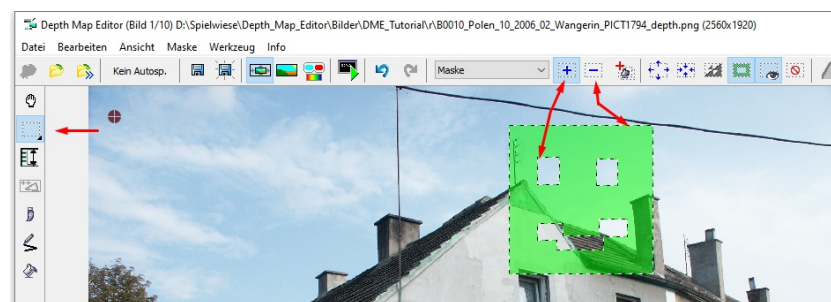 Depth Map Editor (Bild 1/10) D:\Spielwiese\Depth_Map_Editor\Bilder\DME_Tutorial\r\B0010_Polen_10_2006_02_Wangerin_PICT1794_depth.png (2560x1920)
Datei Bearbeiten Ansicht Maske Werkzeug Info
Kein Autosp. Maske